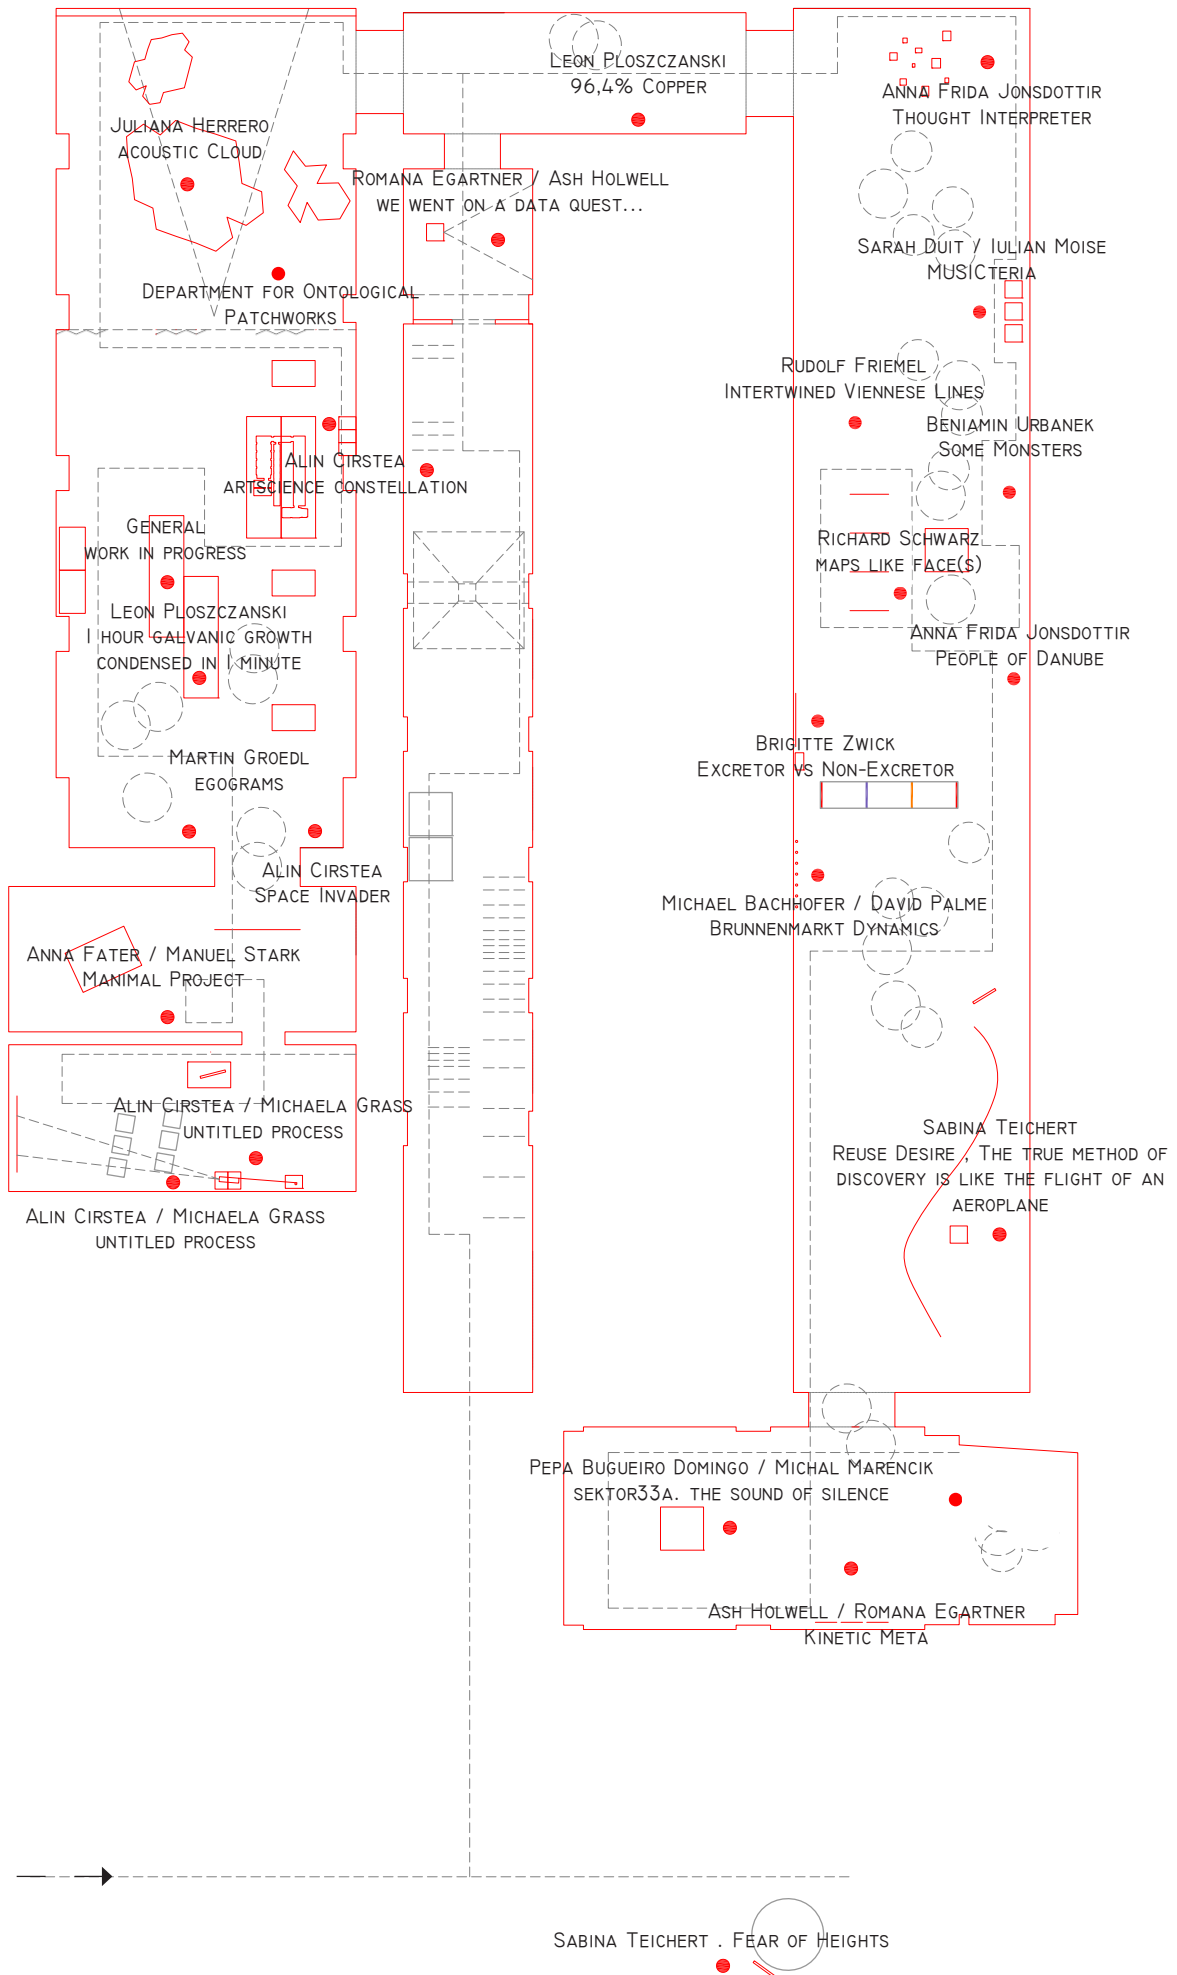 Leon Ploszczanski
96,4% Copper
Anna Frida Jonsdottir
Thought Interpreter
Juliana Herrero
acoustic Cloud
Romana Egartner / Ash Holwell
we went on a data quest...
Sarah Duit / Iulian Moise
MUSICteria
Department for Ontological
Patchworks
Rudolf Friemel
Intertwined Viennese Lines
Beniamin Urbanek
Some Monsters
Alin Cirstea
artscience constellation
General
work in progress
Richard Schwarz
maps like face(s)
Leon Ploszczanski
1 hour galvanic growth
condensed in 1 minute
Anna Frida Jonsdottir
People of Danube
Brigitte Zwick
Excretor vs Non-Excretor
Martin Groedl
egograms
Alin Cirstea
Space Invader
Michael Bachhofer / David Palme
Brunnenmarkt Dynamics
Anna Fater / Manuel Stark
Manimal Project
Alin Cirstea / Michaela Grass
untitled process
Sabina Teichert
Reuse Desire , The true method of
discovery is like the flight of an
aeroplane
Alin Cirstea / Michaela Grass
untitled process
Pepa Bugueiro Domingo / Michal Marencik
sektor33a. the sound of silence
Ash Holwell / Romana Egartner
Kinetic Meta
Sabina Teichert . Fear of Heights